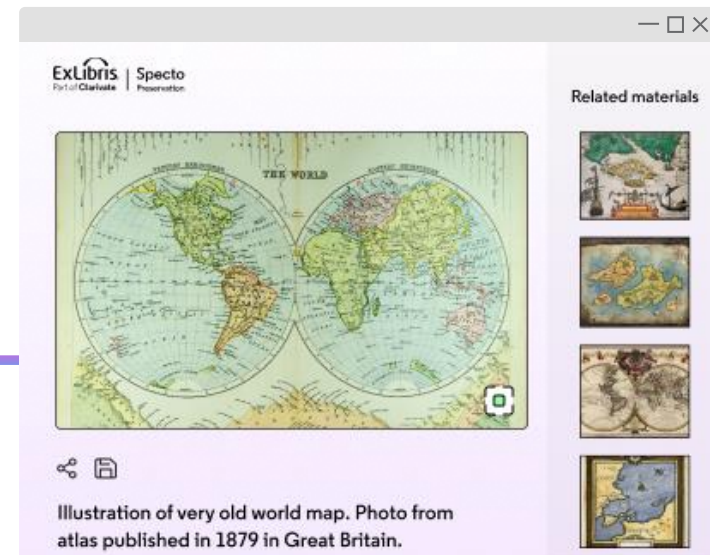 ExLibris | Specto
Part of Clarivate Preservation
Related materials
THE WORLD
Illustration of very old world map. Photo from
atlas published in 1879 in Great Britain.